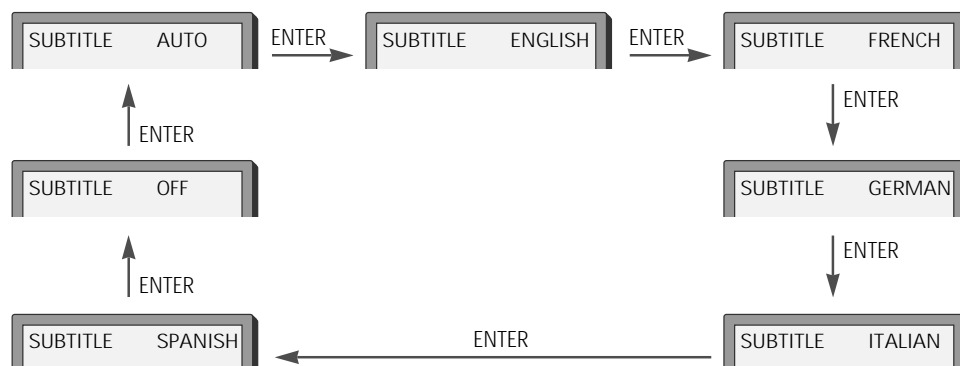 SUBTITLE AUTO
ENTER
SUBTITLE ENGLISH
ENTER
SUBTITLE FRENCH
ENTER
ENTER
SUBTITLE OFF
SUBTITLE GERMAN
ENTER
ENTER
SUBTITLE SPANISH
ENTER
SUBTITLE ITALIAN